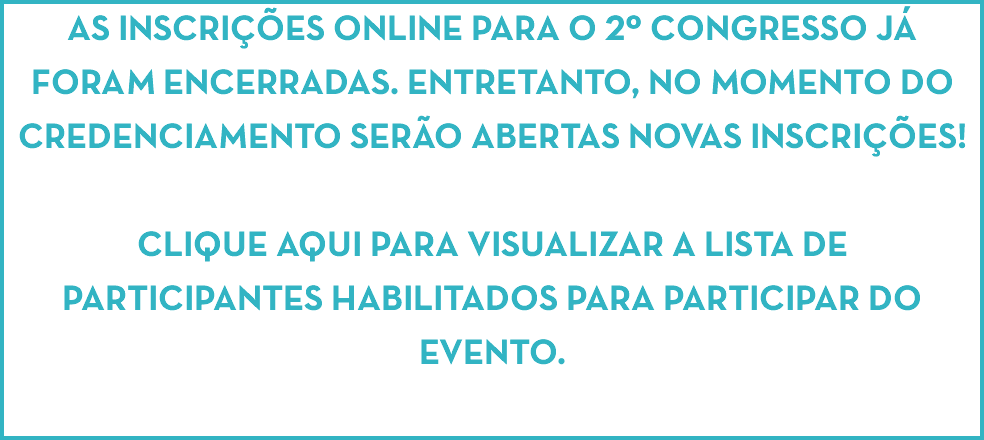 AS INSCRIÇÕES ONLINE PARA O 2º CONGRESSO JÁ
FORAM ENCERRADAS. ENTRETANTO, NO MOMENTO DO
CREDENCIAMENTO SERÃO ABERTAS NOVAS INSCRIÇÕES!
CLIQUE AQUI PARA VISUALIZAR A LISTA DE
PARTICIPANTES HABILITADOS PARA PARTICIPAR DO
EVENTO.